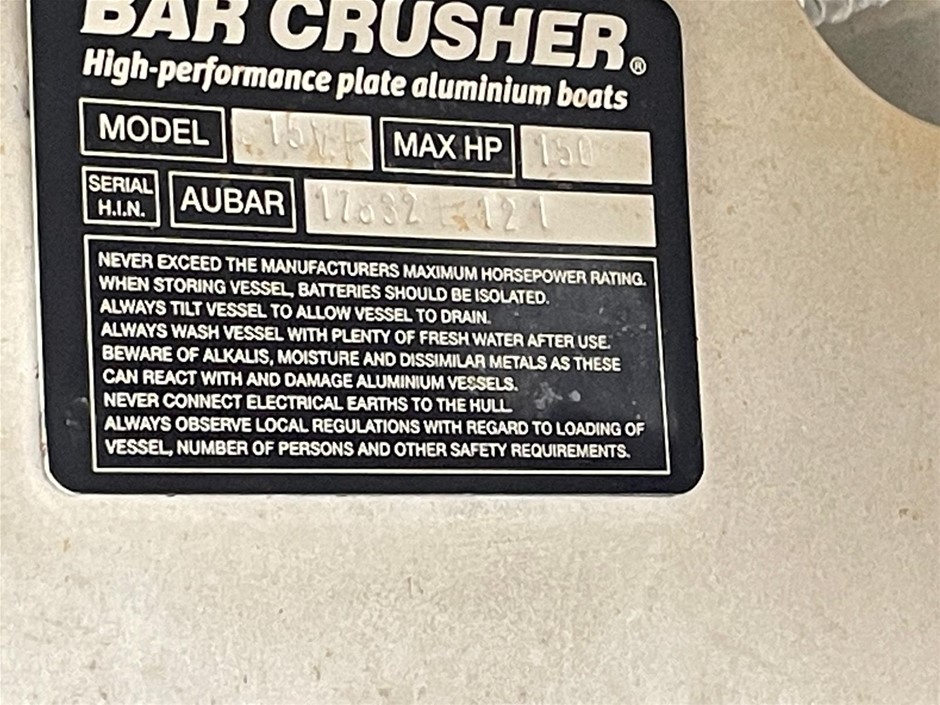 BAR CRUSHER®
High-performance plate aluminium boats
MODEL MAX HP 150
SERIAL H.I.N. AUBAR
NEVER EXCEED THE MANUFACTURERS MAXIMUM HORSEPOWER RATING.
WHEN STORING VESSEL, BATTERIES SHOULD BE ISOLATED.
ALWAYS TILT VESSEL TO ALLOW VESSEL TO DRAIN.
ALWAYS WASH VESSEL WITH PLENTY OF FRESH WATER AFTER USE.
BEWARE OF ALKALIS, MOISTURE AND DISSIMILAR METALS AS THESE
CAN REACT WITH AND DAMAGE ALUMINIUM VESSELS.
NEVER CONNECT ELECTRICAL EARTHS TO THE HULL.
ALWAYS OBSERVE LOCAL REGULATIONS WITH REGARD TO LOADING OF
VESSEL, NUMBER OF PERSONS AND OTHER SAFETY REQUIREMENTS.